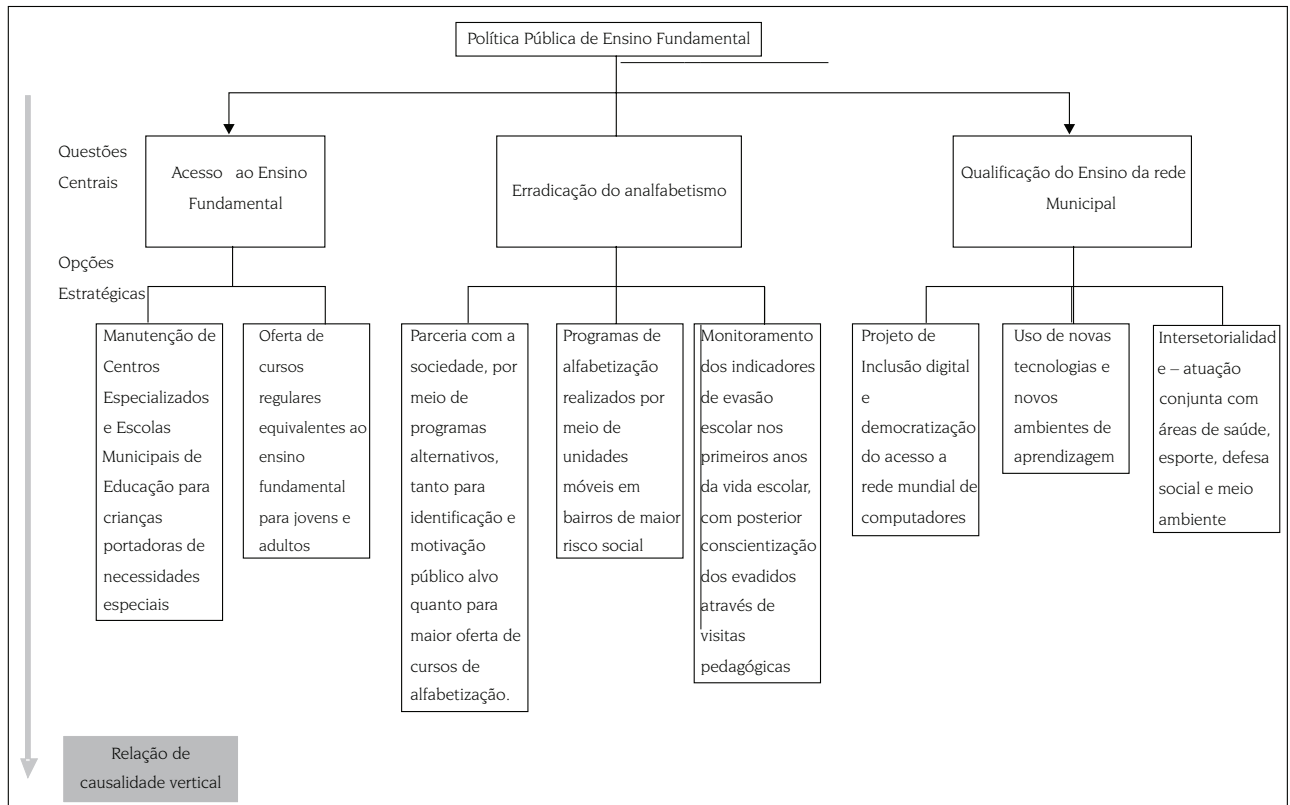 Política Pública de Ensino Fundamental
Questões
Centrais
Acesso ao Ensino
Fundamental
Erradicação do analfabetismo
Qualificação do Ensino da rede
Municipal
Opções
Estratégicas
Manutenção de
Centros
Especializados
e Escolas
Municipais de
Educação para
crianças
portadoras de
necessidades
especiais
Oferta de
cursos
regulares
equivalentes ao
ensino
fundamental
para jovens e
adultos
Parceria com a
sociedade, por
meio de
programas
alternativos,
tanto para
identificação e
motivação
público alvo
quanto para
maior oferta de
cursos de
alfabetização.
Programas de
alfabetização
realizados por
meio de
unidades
móveis em
bairros de maior
risco social
Monitoramento
dos indicadores
de evasão
escolar nos
primeiros anos
da vida escolar,
com posterior
conscientização
dos evadidos
através de
visitas
pedagógicas
Projeto de
Inclusão digital
e
democratização
do acesso a
rede mundial de
computadores
Uso de novas
tecnologias e
novos
ambientes de
aprendizagem
Intersetorialidad
e – atuação
conjunta com
áreas de saúde,
esporte, defesa
social e meio
ambiente
Relação de
causalidade vertical